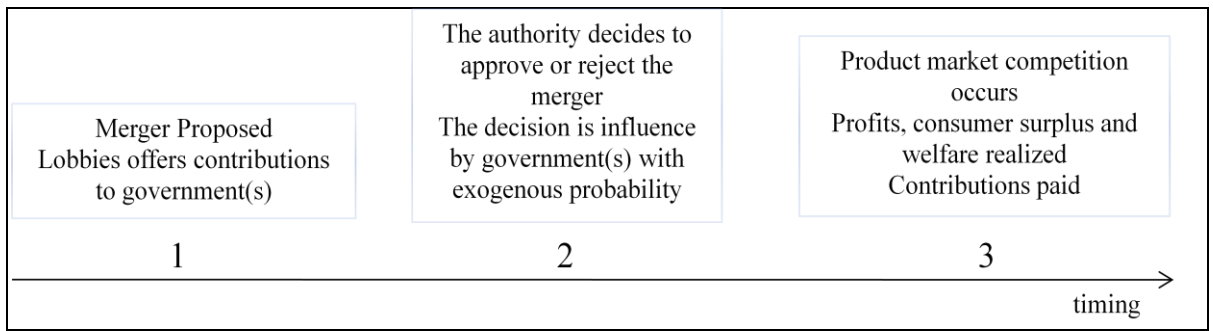 Merger Proposed
Lobbies offers contributions
to government(s)
The authority decides to
approve or reject the
merger
The decision is influence
by government(s) with
exogenous probability
Product market competition
occurs
Profits, consumer surplus and
welfare realized
Contributions paid
1
2
3
timing